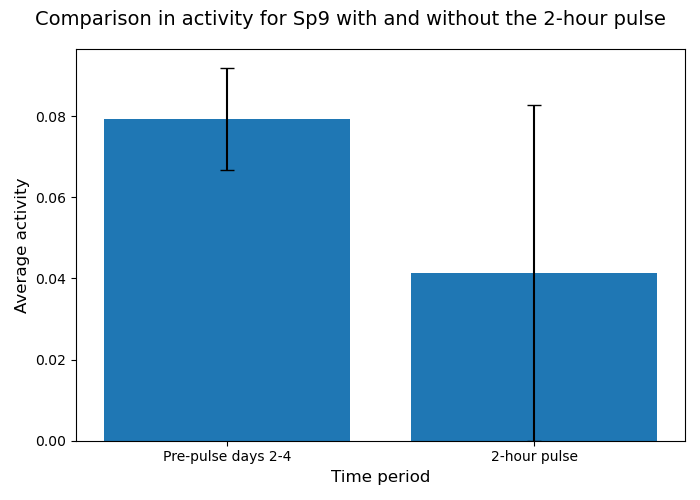 Comparison in activity for Sp9 with and without the 2-hour pulse
Average activity
0.08
0.06
0.04
0.02
0.00
Pre-pulse days 2-4
2-hour pulse
Time period